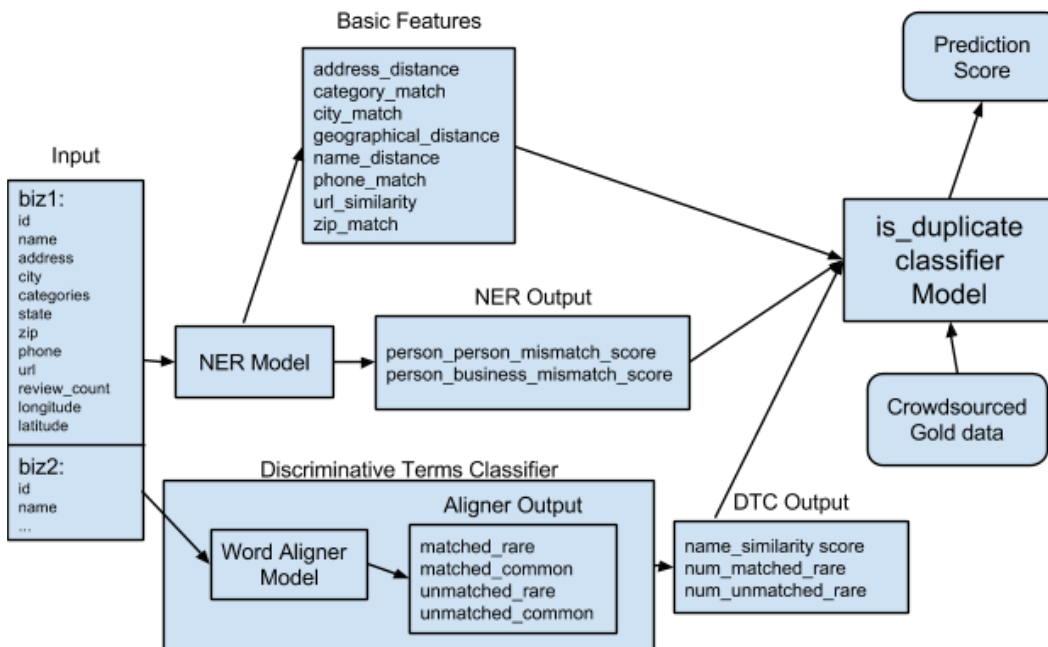 Input
biz1:
id
name
address
city
categories
state
zip
phone
url
review_count
longitude
latitude
biz2:
id
name
...
Basic Features
address_distance
category_match
city_match
geographical_distance
name_distance
phone_match
url_similarity
zip_match
NER Model
NER Output
person_person_mismatch_score
person_business_mismatch_score
Discriminative Terms Classifier
Word Aligner
Model
Aligner Output
matched_rare
matched_common
unmatched_rare
unmatched_common
DTC Output
name_similarity score
num_matched_rare
num_unmatched_rare
Prediction
Score
is_duplicate
classifier
Model
Crowdsourced
Gold data